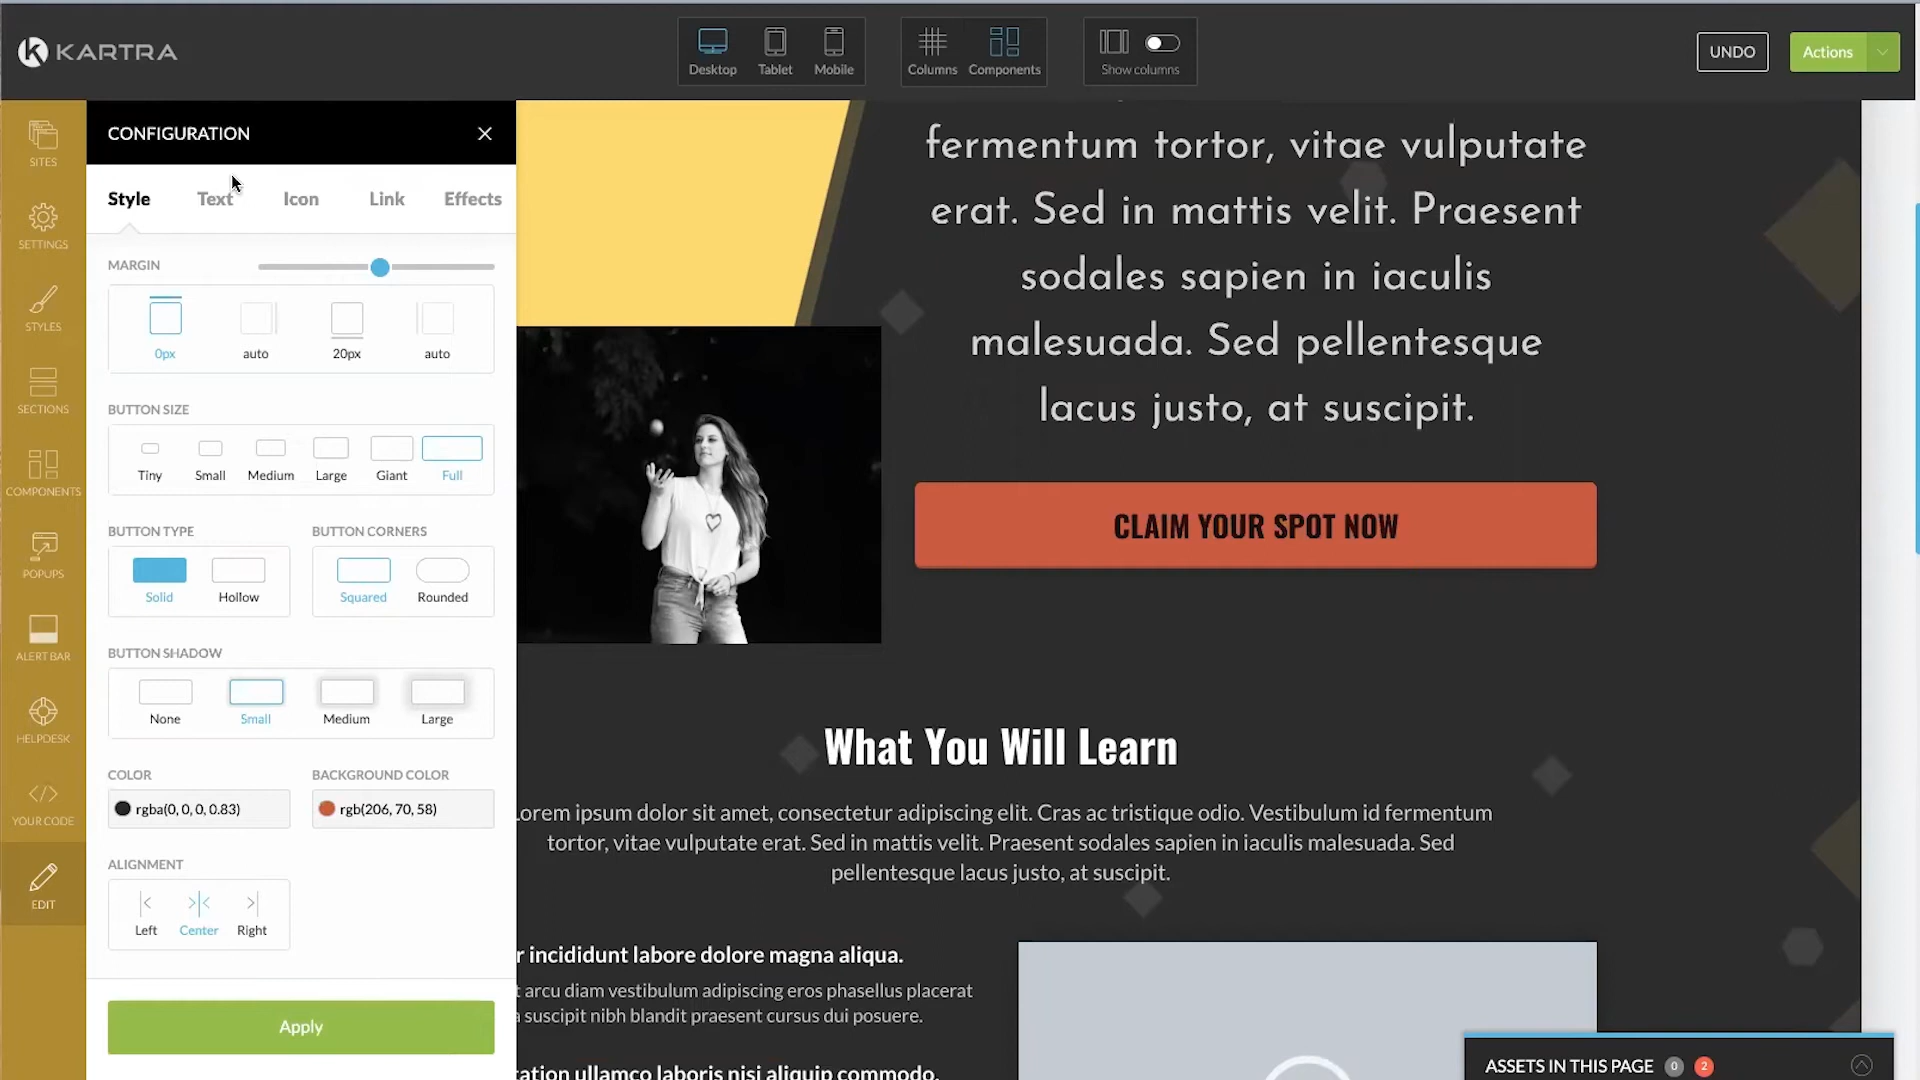 KARTRA
Desktop
Tablet
Mobile
Columns
Components
Show columns
UNDO
Actions
SITES
SETTINGS
STYLES
SECTIONS
COMPONENTS
POPUPS
ALERT BAR
HELPDESK
YOUR CODE
EDIT
CONFIGURATION
Style Text Icon Link Effects
MARGIN
0px auto 20px auto
BUTTON SIZE
Tiny Small Medium Large Giant Full
BUTTON TYPE
Solid Hollow
BUTTON CORNERS
Squared Rounded
BUTTON SHADOW
None Small Medium Large
COLOR
rgba(0, 0, 0, 0.83)
BACKGROUND COLOR
rgb(206, 70, 58)
ALIGNMENT
Left Center Right
Apply
fermentum tortor, vitae vulputate
erat. Sed in mattis velit. Praesent
sodales sapien in iaculis
malesuada. Sed pellentesque
lacus justo, at suscipit.
CLAIM YOUR SPOT NOW
What You Will Learn
orem ipsum dolor sit amet, consectetur adipiscing elit. Cras ac tristique odio. Vestibulum id fermentum
tortor, vitae vulputate erat. Sed in mattis velit. Praesent sodales sapien in iaculis malesuada. Sed
pellentesque lacus justo, at suscipit.
r incididunt labore dolore magna aliqua.
t arcu diam vestibulum adipiscing eros phasellus placerat
a suscipit nibh blandit praesent cursus dui posuere.
ation ullamco laboris nisi aliquip commodo.
ASSETS IN THIS PAGE 0 2